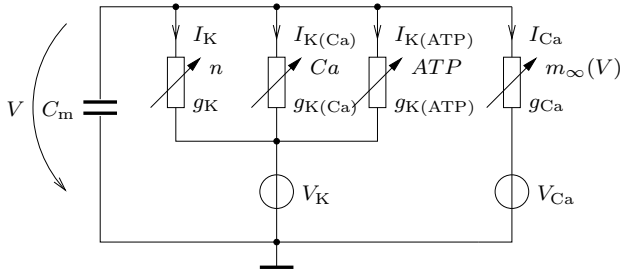 I_K I_K(Ca) I_K(ATP) I_Ca
n Ca ATP m_∞(V)
V C_m g_K g_K(Ca) g_K(ATP) g_Ca
V_K V_Ca